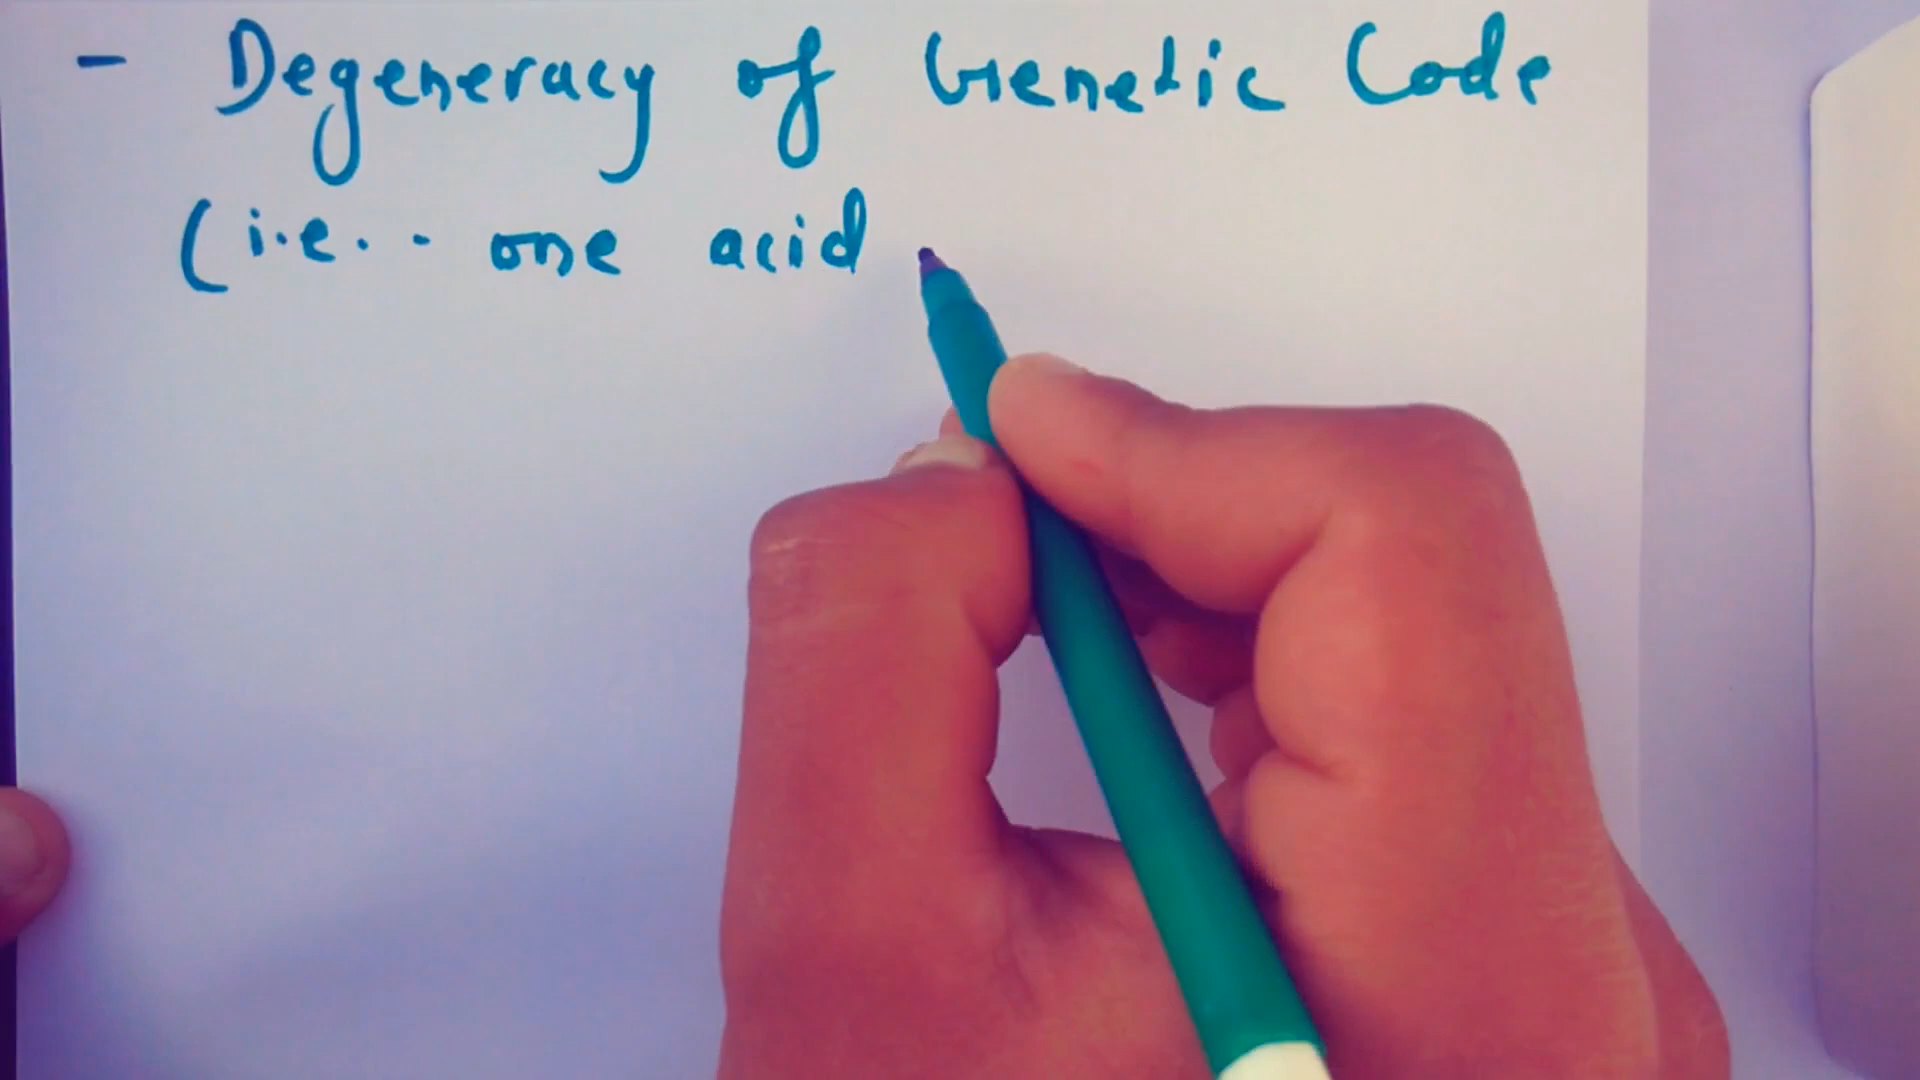 - Degeneracy of Genetic Code
(i.e. . one acid